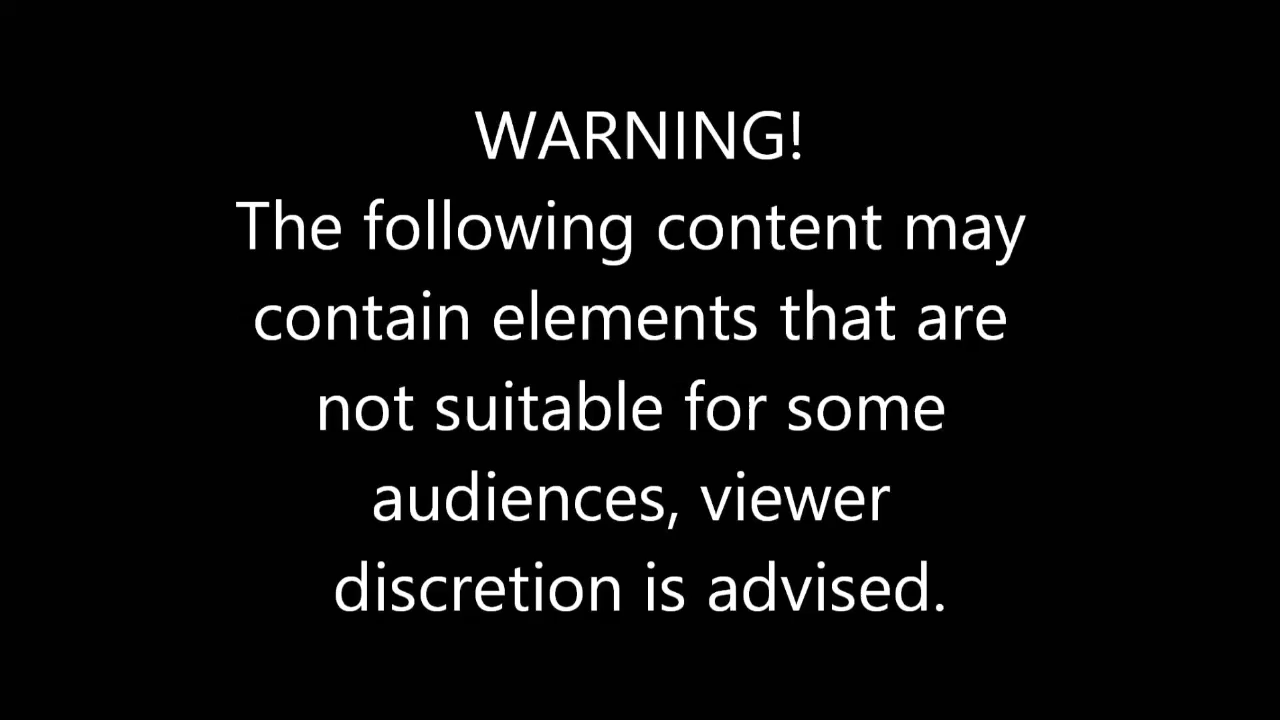 WARNING!
The following content may
contain elements that are
not suitable for some
audiences, viewer
discretion is advised.